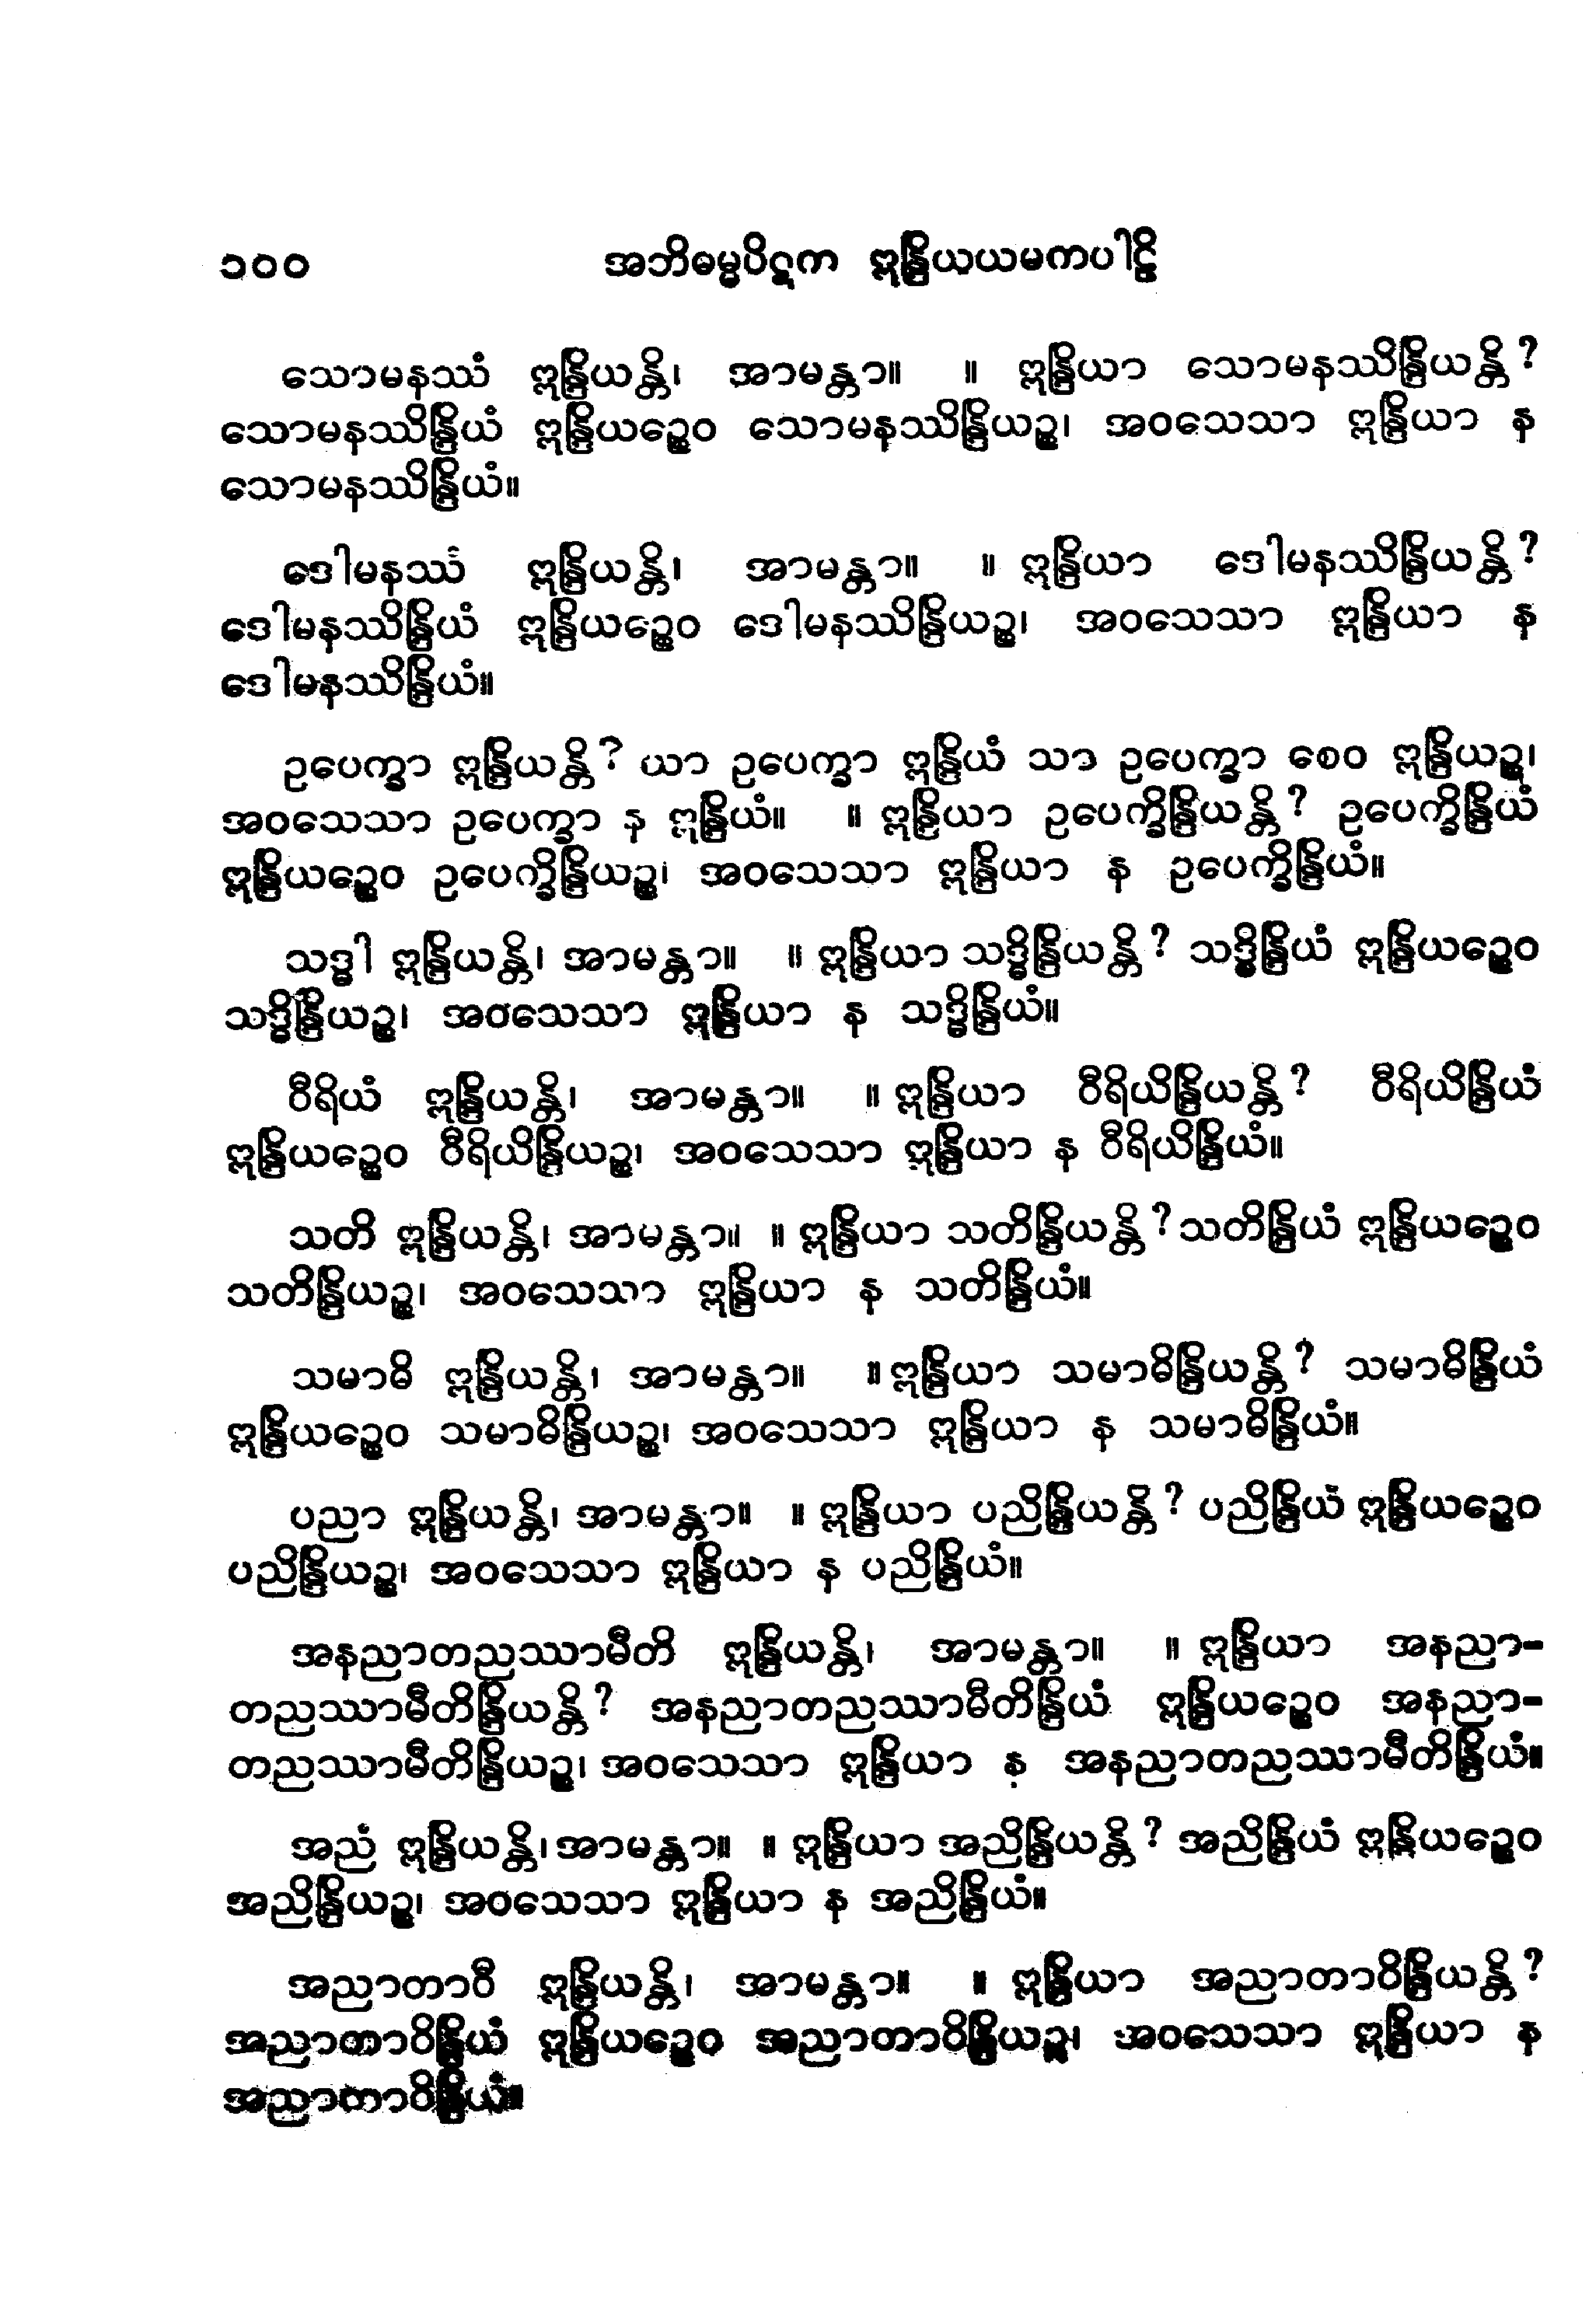 ၁၀၀ အဘိဓမ္မပိဋက ဣန္ဒြိယယမကပါဠိ
သောမနဿံ ဣန္ဒြိယန္တိ၊ အာမန္တာ။ ။ ဣန္ဒြိယာ သောမနဿိန္ဒြိယန္တိ?
သောမနဿိန္ဒြိယံ ဣန္ဒြိယဉ္စေဝ သောမနဿိန္ဒြိယဉ္စ၊ အဝသေသာ ဣန္ဒြိယာ န
သောမနဿိန္ဒြိယံ။
ဒေါမနဿံ ဣန္ဒြိယန္တိ၊ အာမန္တာ။ ။ ဣန္ဒြိယာ ဒေါမနဿိန္ဒြိယန္တိ?
ဒေါမနဿိန္ဒြိယံ ဣန္ဒြိယဉ္စေဝ ဒေါမနဿိန္ဒြိယဉ္စ၊ အဝသေသာ ဣန္ဒြိယာ န
ဒေါမနဿိန္ဒြိယံ။
ဥပေက္ခာ ဣန္ဒြိယန္တိ? ယာ ဥပေက္ခာ ဣန္ဒြိယံ သာ ဥပေက္ခာ စေဝ ဣန္ဒြိယဉ္စ၊
အဝသေသာ ဥပေက္ခာ န ဣန္ဒြိယံ။ ။ ဣန္ဒြိယာ ဥပေက္ခိန္ဒြိယန္တိ? ဥပေက္ခိန္ဒြိယံ
ဣန္ဒြိယဉ္စေဝ ဥပေက္ခိန္ဒြိယဉ္စ၊ အဝသေသာ ဣန္ဒြိယာ န ဥပေက္ခိန္ဒြိယံ။
သဒ္ဓါ ဣန္ဒြိယန္တိ၊ အာမန္တာ။ ။ ဣန္ဒြိယာ သဒ္ဓိန္ဒြိယန္တိ? သဒ္ဓိန္ဒြိယံ ဣန္ဒြိယဉ္စေဝ
သဒ္ဓိန္ဒြိယဉ္စ၊ အဝသေသာ ဣန္ဒြိယာ န သဒ္ဓိန္ဒြိယံ။
ဝီရိယံ ဣန္ဒြိယန္တိ၊ အာမန္တာ။ ။ ဣန္ဒြိယာ ဝီရိယိန္ဒြိယန္တိ? ဝီရိယိန္ဒြိယံ
ဣန္ဒြိယဉ္စေဝ ဝီရိယိန္ဒြိယဉ္စ၊ အဝသေသာ ဣန္ဒြိယာ န ဝီရိယိန္ဒြိယံ။
သတိ ဣန္ဒြိယန္တိ၊ အာမန္တာ။ ။ ဣန္ဒြိယာ သတိန္ဒြိယန္တိ? သတိန္ဒြိယံ ဣန္ဒြိယဉ္စေဝ
သတိန္ဒြိယဉ္စ၊ အဝသေသာ ဣန္ဒြိယာ န သတိန္ဒြိယံ။
သမာဓိ ဣန္ဒြိယန္တိ၊ အာမန္တာ။ ။ ဣန္ဒြိယာ သမာဓိန္ဒြိယန္တိ? သမာဓိန္ဒြိယံ
ဣန္ဒြိယဉ္စေဝ သမာဓိန္ဒြိယဉ္စ၊ အဝသေသာ ဣန္ဒြိယာ န သမာဓိန္ဒြိယံ။
ပညာ ဣန္ဒြိယန္တိ၊ အာမန္တာ။ ။ ဣန္ဒြိယာ ပညိန္ဒြိယန္တိ? ပညိန္ဒြိယံ ဣန္ဒြိယဉ္စေဝ
ပညိန္ဒြိယဉ္စ၊ အဝသေသာ ဣန္ဒြိယာ န ပညိန္ဒြိယံ။
အနညာတညဿာမီတိ ဣန္ဒြိယန္တိ၊ အာမန္တာ။ ။ ဣန္ဒြိယာ အနညာ-
တညဿာမီတိန္ဒြိယန္တိ? အနညာတညဿာမီတိန္ဒြိယံ ဣန္ဒြိယဉ္စေဝ အနညာ-
တညဿာမီတိန္ဒြိယဉ္စ၊ အဝသေသာ ဣန္ဒြိယာ န အနညာတညဿာမီတိန္ဒြိယံ။
အညံ ဣန္ဒြိယန္တိ၊ အာမန္တာ။ ။ ဣန္ဒြိယာ အညိန္ဒြိယန္တိ? အညိန္ဒြိယံ ဣန္ဒြိယဉ္စေဝ
အညိန္ဒြိယဉ္စ၊ အဝသေသာ ဣန္ဒြိယာ န အညိန္ဒြိယံ။
အညာတာဝီ ဣန္ဒြိယန္တိ၊ အာမန္တာ။ ။ ဣန္ဒြိယာ အညာတာဝိန္ဒြိယန္တိ?
အညာတာဝိန္ဒြိယံ ဣန္ဒြိယဉ္စေဝ အညာတာဝိန္ဒြိယဉ္စ၊ အဝသေသာ ဣန္ဒြိယာ န
အညာတာဝိန္ဒြိယံ။